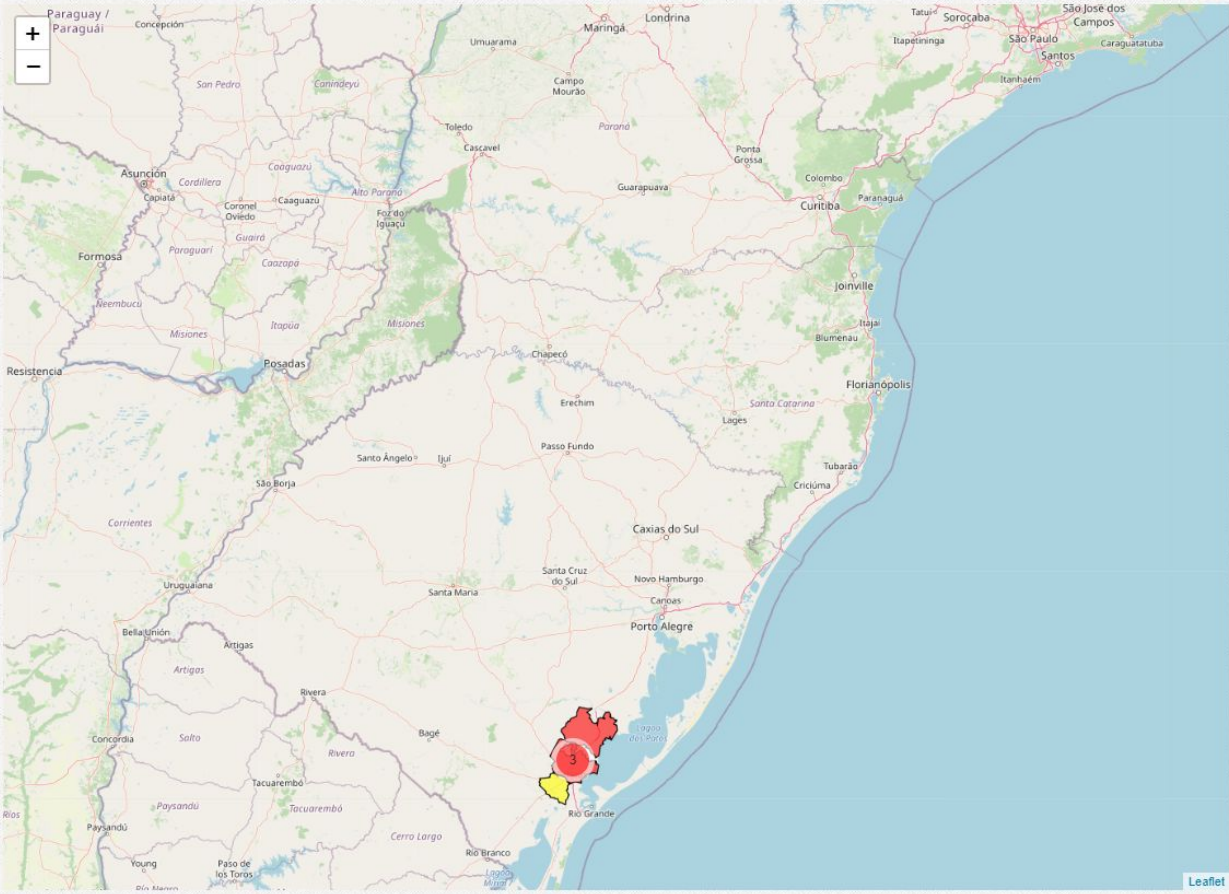 Paraguay /
Paraguái
Concepción
Londrina
Maringá
Umuarama
Tatuí
Sorocaba
São José dos
Campos
São Paulo
Itapetininga
Santos
Caraguatatuba
Itanhaém
+
−
San Pedro
Canindeyú
Campo
Mourão
Toledo
Cascavel
Paraná
Ponta
Grossa
Asunción
Capiatá
Cordillera
Caaguazú
Coronel
Oviedo
Caaguazú
Alto Paraná
Foz do
Iguaçu
Guarapuava
Colombo
Curitiba
Paranaguá
Formosa
Paraguarí
Guairá
Caazapá
Ñeembucú
Misiones
Itapúa
Misiones
Joinville
Itajaí
Blumenau
Resistencia
Posadas
Chapecó
Florianópolis
Erechim
Santa Catarina
Lages
Santo Ângelo
Ijuí
Passo Fundo
São Borja
Tubarão
Criciúma
Corrientes
Caxias do Sul
Uruguaiana
Santa Maria
Santa Cruz
do Sul
Novo Hamburgo
Canoas
Porto Alegre
Bella Unión
Artigas
Artigas
Rivera
Concordia
Salto
Rivera
Bagé
Lagoa
dos Patos
3
Tacuarembó
Tacuarembó
Paysandú
Paysandú
Rio Grande
Ríos
Cerro Largo
Young
Paso de
los Toros
Río Negro
Río Branco
Lagoa
Mirim
Leaflet